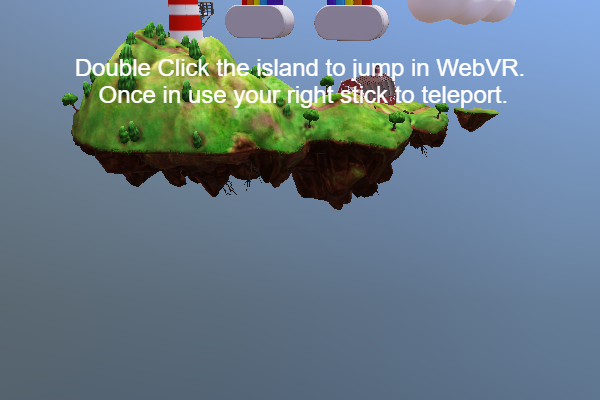 Double Click the island to jump in WebVR.
Once in use your right stick to teleport.